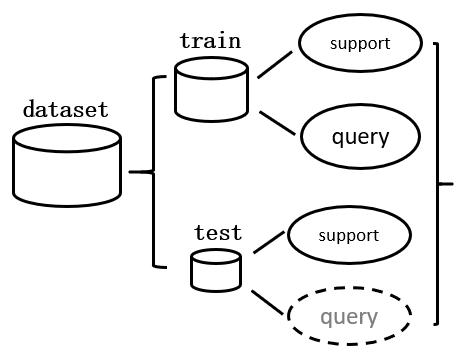 dataset
train
support
query
test
support
query